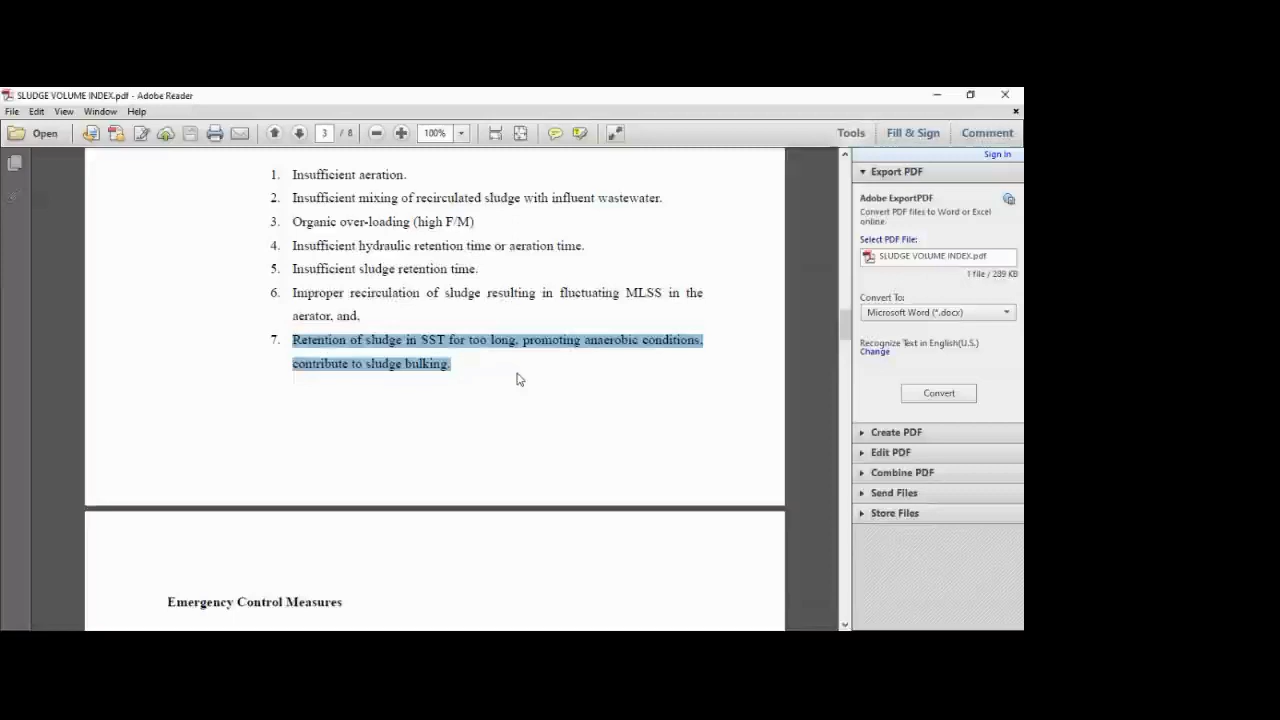 SLUDGE VOLUME INDEX.pdf - Adobe Reader
File Edit View Window Help
Open 3 / 8 100% Tools Fill & Sign Comment
Sign In
1. Insufficient aeration.
2. Insufficient mixing of recirculated sludge with influent wastewater.
3. Organic over-loading (high F/M)
4. Insufficient hydraulic retention time or aeration time.
5. Insufficient sludge retention time.
6. Improper recirculation of sludge resulting in fluctuating MLSS in the
aerator, and,
7. Retention of sludge in SST for too long, promoting anaerobic conditions,
contribute to sludge bulking.
Emergency Control Measures
Export PDF
Adobe ExportPDF
Convert PDF files to Word or Excel
online.
Select PDF File:
SLUDGE VOLUME INDEX.pdf
1 file / 289 KB
Convert To:
Microsoft Word (*.docx)
Recognize Text in English(U.S.)
Change
Convert
Create PDF
Edit PDF
Combine PDF
Send Files
Store Files